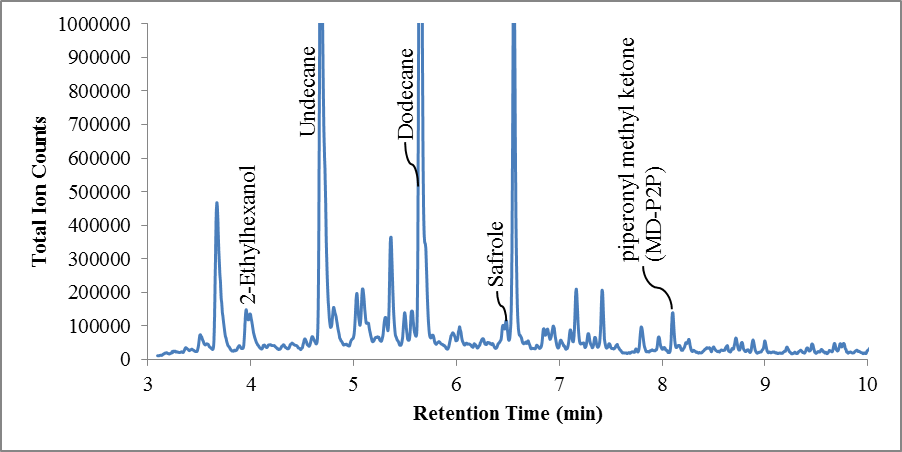 1000000
900000
800000
700000
600000
500000
400000
300000
200000
100000
0
Total Ion Counts
3 4 5 6 7 8 9 10
Retention Time (min)
2-Ethylhexanol
Undecane
Dodecane
Safrole
piperonyl methyl ketone
(MD-P2P)